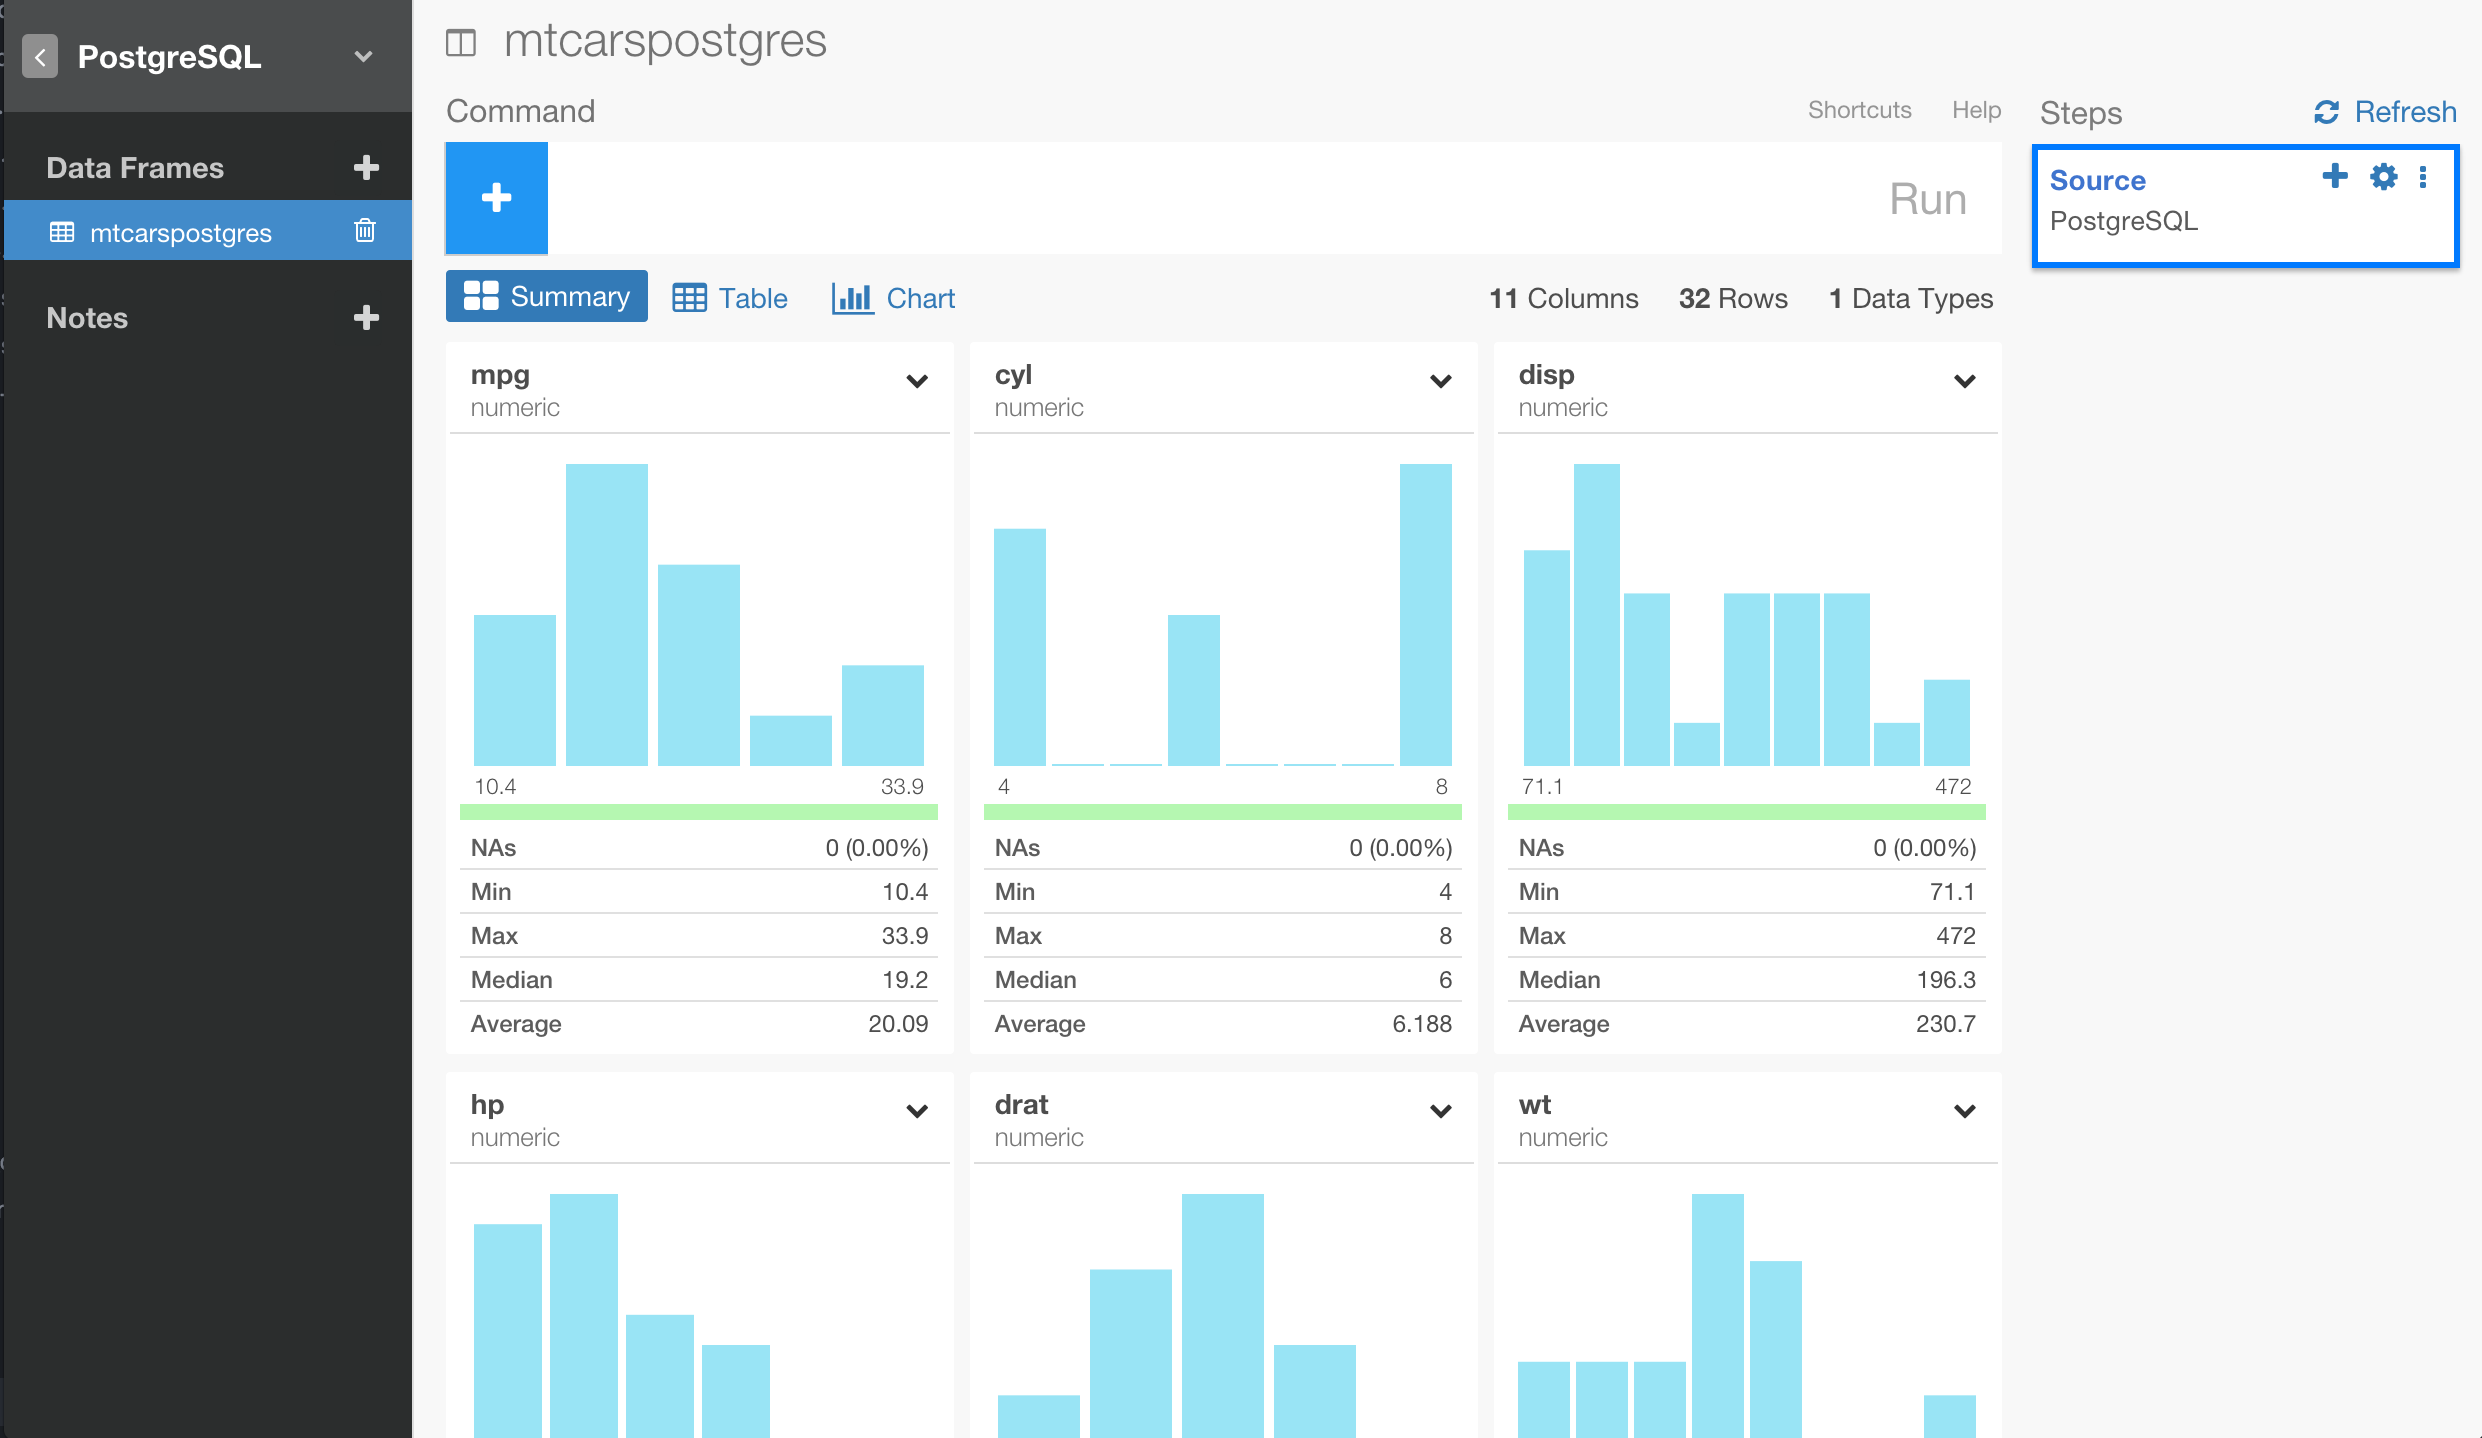 PostgreSQL
Data Frames
mtcarspostgres
Notes
mtcarspostgres
Command
Shortcuts Help
Run
Summary Table Chart
11 Columns 32 Rows 1 Data Types
Steps Refresh
Source
PostgreSQL
mpg
numeric
10.4 33.9
NAs 0 (0.00%)
Min 10.4
Max 33.9
Median 19.2
Average 20.09
cyl
numeric
4 8
NAs 0 (0.00%)
Min 4
Max 8
Median 6
Average 6.188
disp
numeric
71.1 472
NAs 0 (0.00%)
Min 71.1
Max 472
Median 196.3
Average 230.7
hp
numeric
drat
numeric
wt
numeric